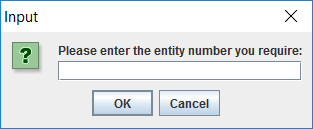 Input
?
Please enter the entity number you require:
OK
Cancel